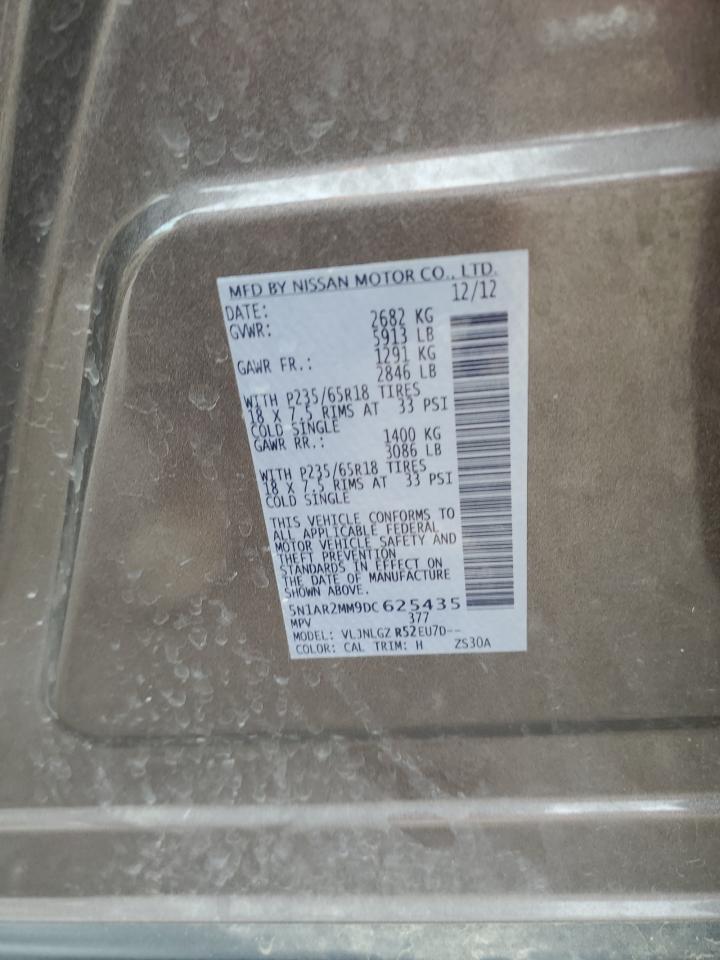 MFD BY NISSAN MOTOR CO., LTD.
DATE: 12/12
GVWR: 2682 KG
5913 LB
GAWR FR.: 1291 KG
2846 LB
WITH P235/65R18 TIRES
18 X 7.5 RIMS AT 33 PSI
COLD SINGLE
GAWR RR.: 1400 KG
3086 LB
WITH P235/65R18 TIRES
18 X 7.5 RIMS AT 33 PSI
COLD SINGLE
THIS VEHICLE CONFORMS TO
ALL APPLICABLE FEDERAL
MOTOR VEHICLE SAFETY AND
THEFT PREVENTION
STANDARDS IN EFFECT ON
THE DATE OF MANUFACTURE
SHOWN ABOVE.
5N1AR2MM9DC 625435
MPV 377
MODEL: VLJNLGZ R52EU7D--
COLOR: CAL TRIM: H ZS30A